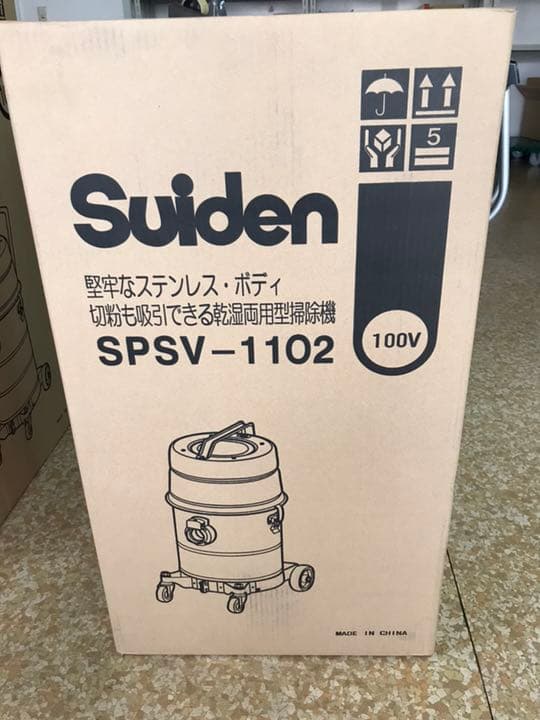 5
Suiden
堅牢なステンレス・ボディ
切粉も吸引できる乾湿両用型掃除機
SPSV-1102
100V
MADE IN CHINA